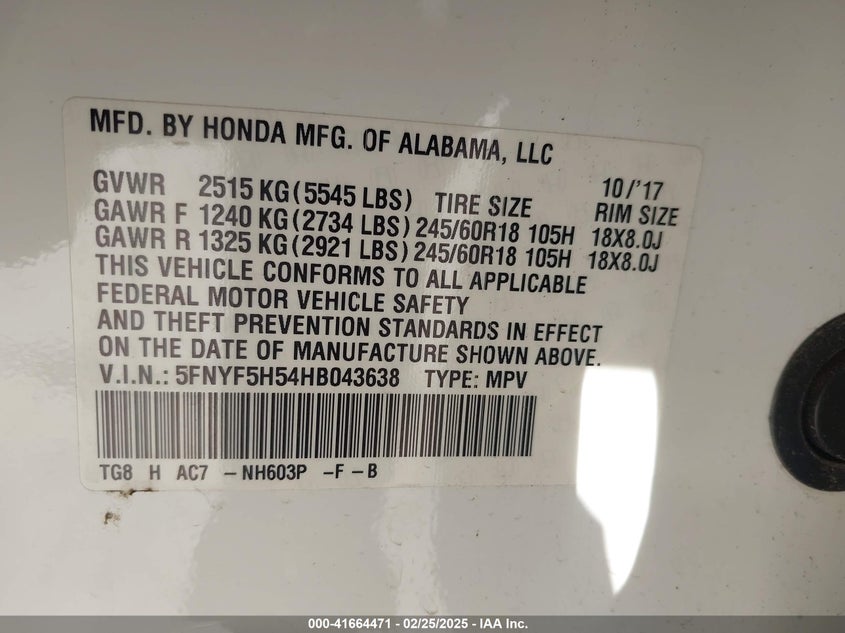 MFD. BY HONDA MFG. OF ALABAMA, LLC
10/'17
GVWR 2515 KG (5545 LBS) TIRE SIZE RIM SIZE
GAWR F 1240 KG (2734 LBS) 245/60R18 105H 18X8.0J
GAWR R 1325 KG (2921 LBS) 245/60R18 105H 18X8.0J
THIS VEHICLE CONFORMS TO ALL APPLICABLE
FEDERAL MOTOR VEHICLE SAFETY
AND THEFT PREVENTION STANDARDS IN EFFECT
ON THE DATE OF MANUFACTURE SHOWN ABOVE.
V.I.N.: 5FNYF5H54HB043638 TYPE: MPV
TG8 H AC7 -NH603P -F -B
000-41664471 - 02/25/2025 - IAA Inc.